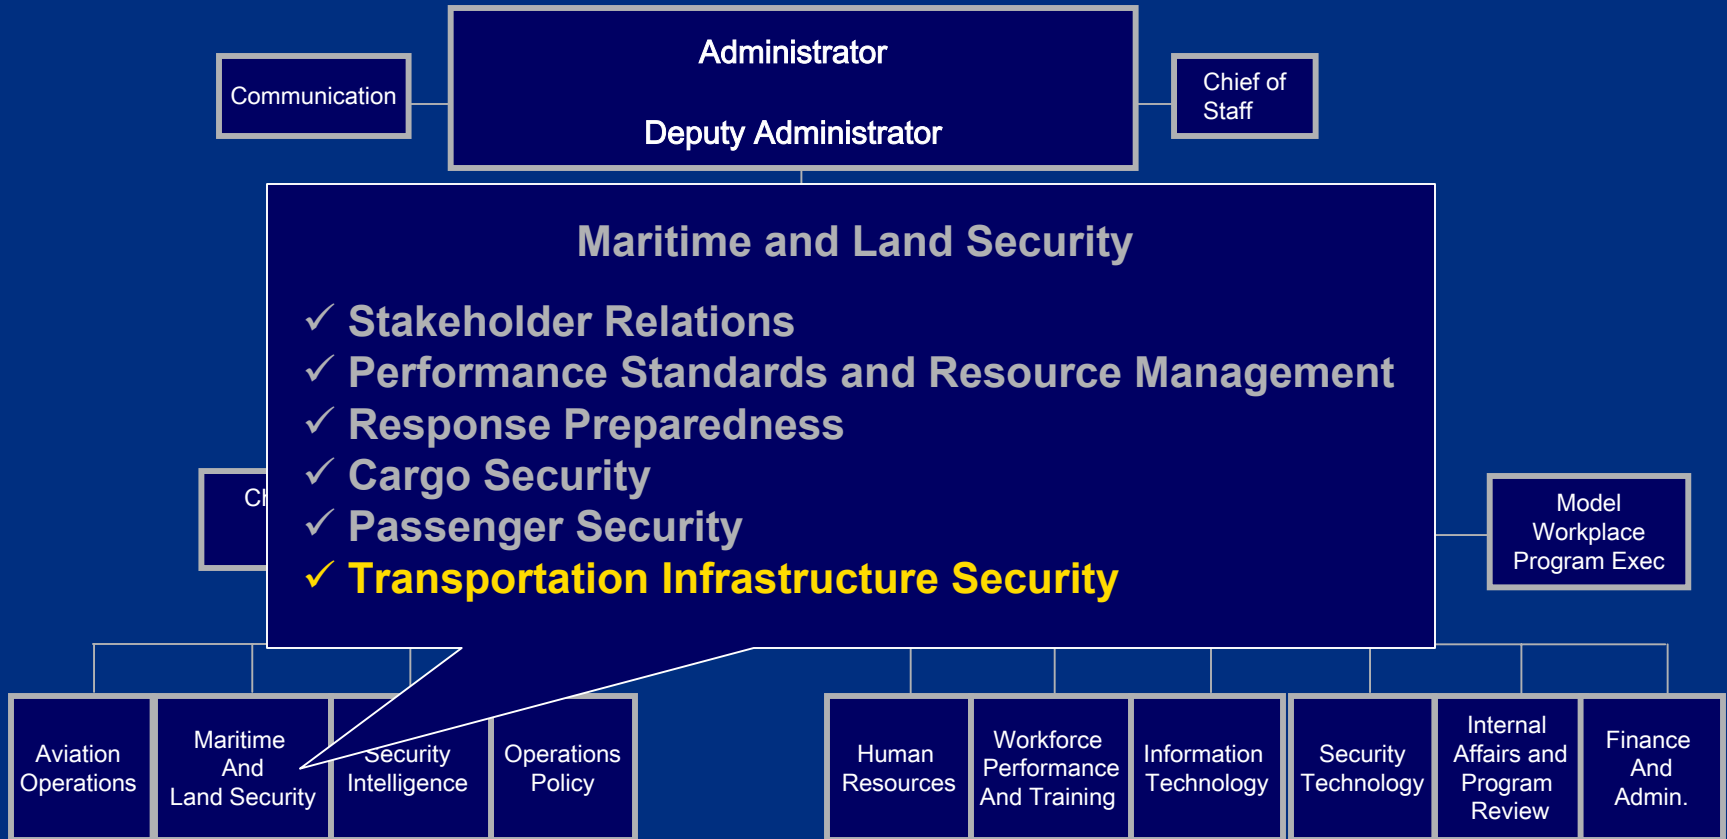 Administrator
Deputy Administrator
Communication
Chief of
Staff
Maritime and Land Security
✓ Stakeholder Relations
✓ Performance Standards and Resource Management
✓ Response Preparedness
✓ Cargo Security
✓ Passenger Security
✓ Transportation Infrastructure Security
Model
Workplace
Program Exec
Aviation
Operations
Maritime
And
Land Security
Security
Intelligence
Operations
Policy
Human
Resources
Workforce
Performance
And Training
Information
Technology
Security
Technology
Internal
Affairs and
Program
Review
Finance
And
Admin.